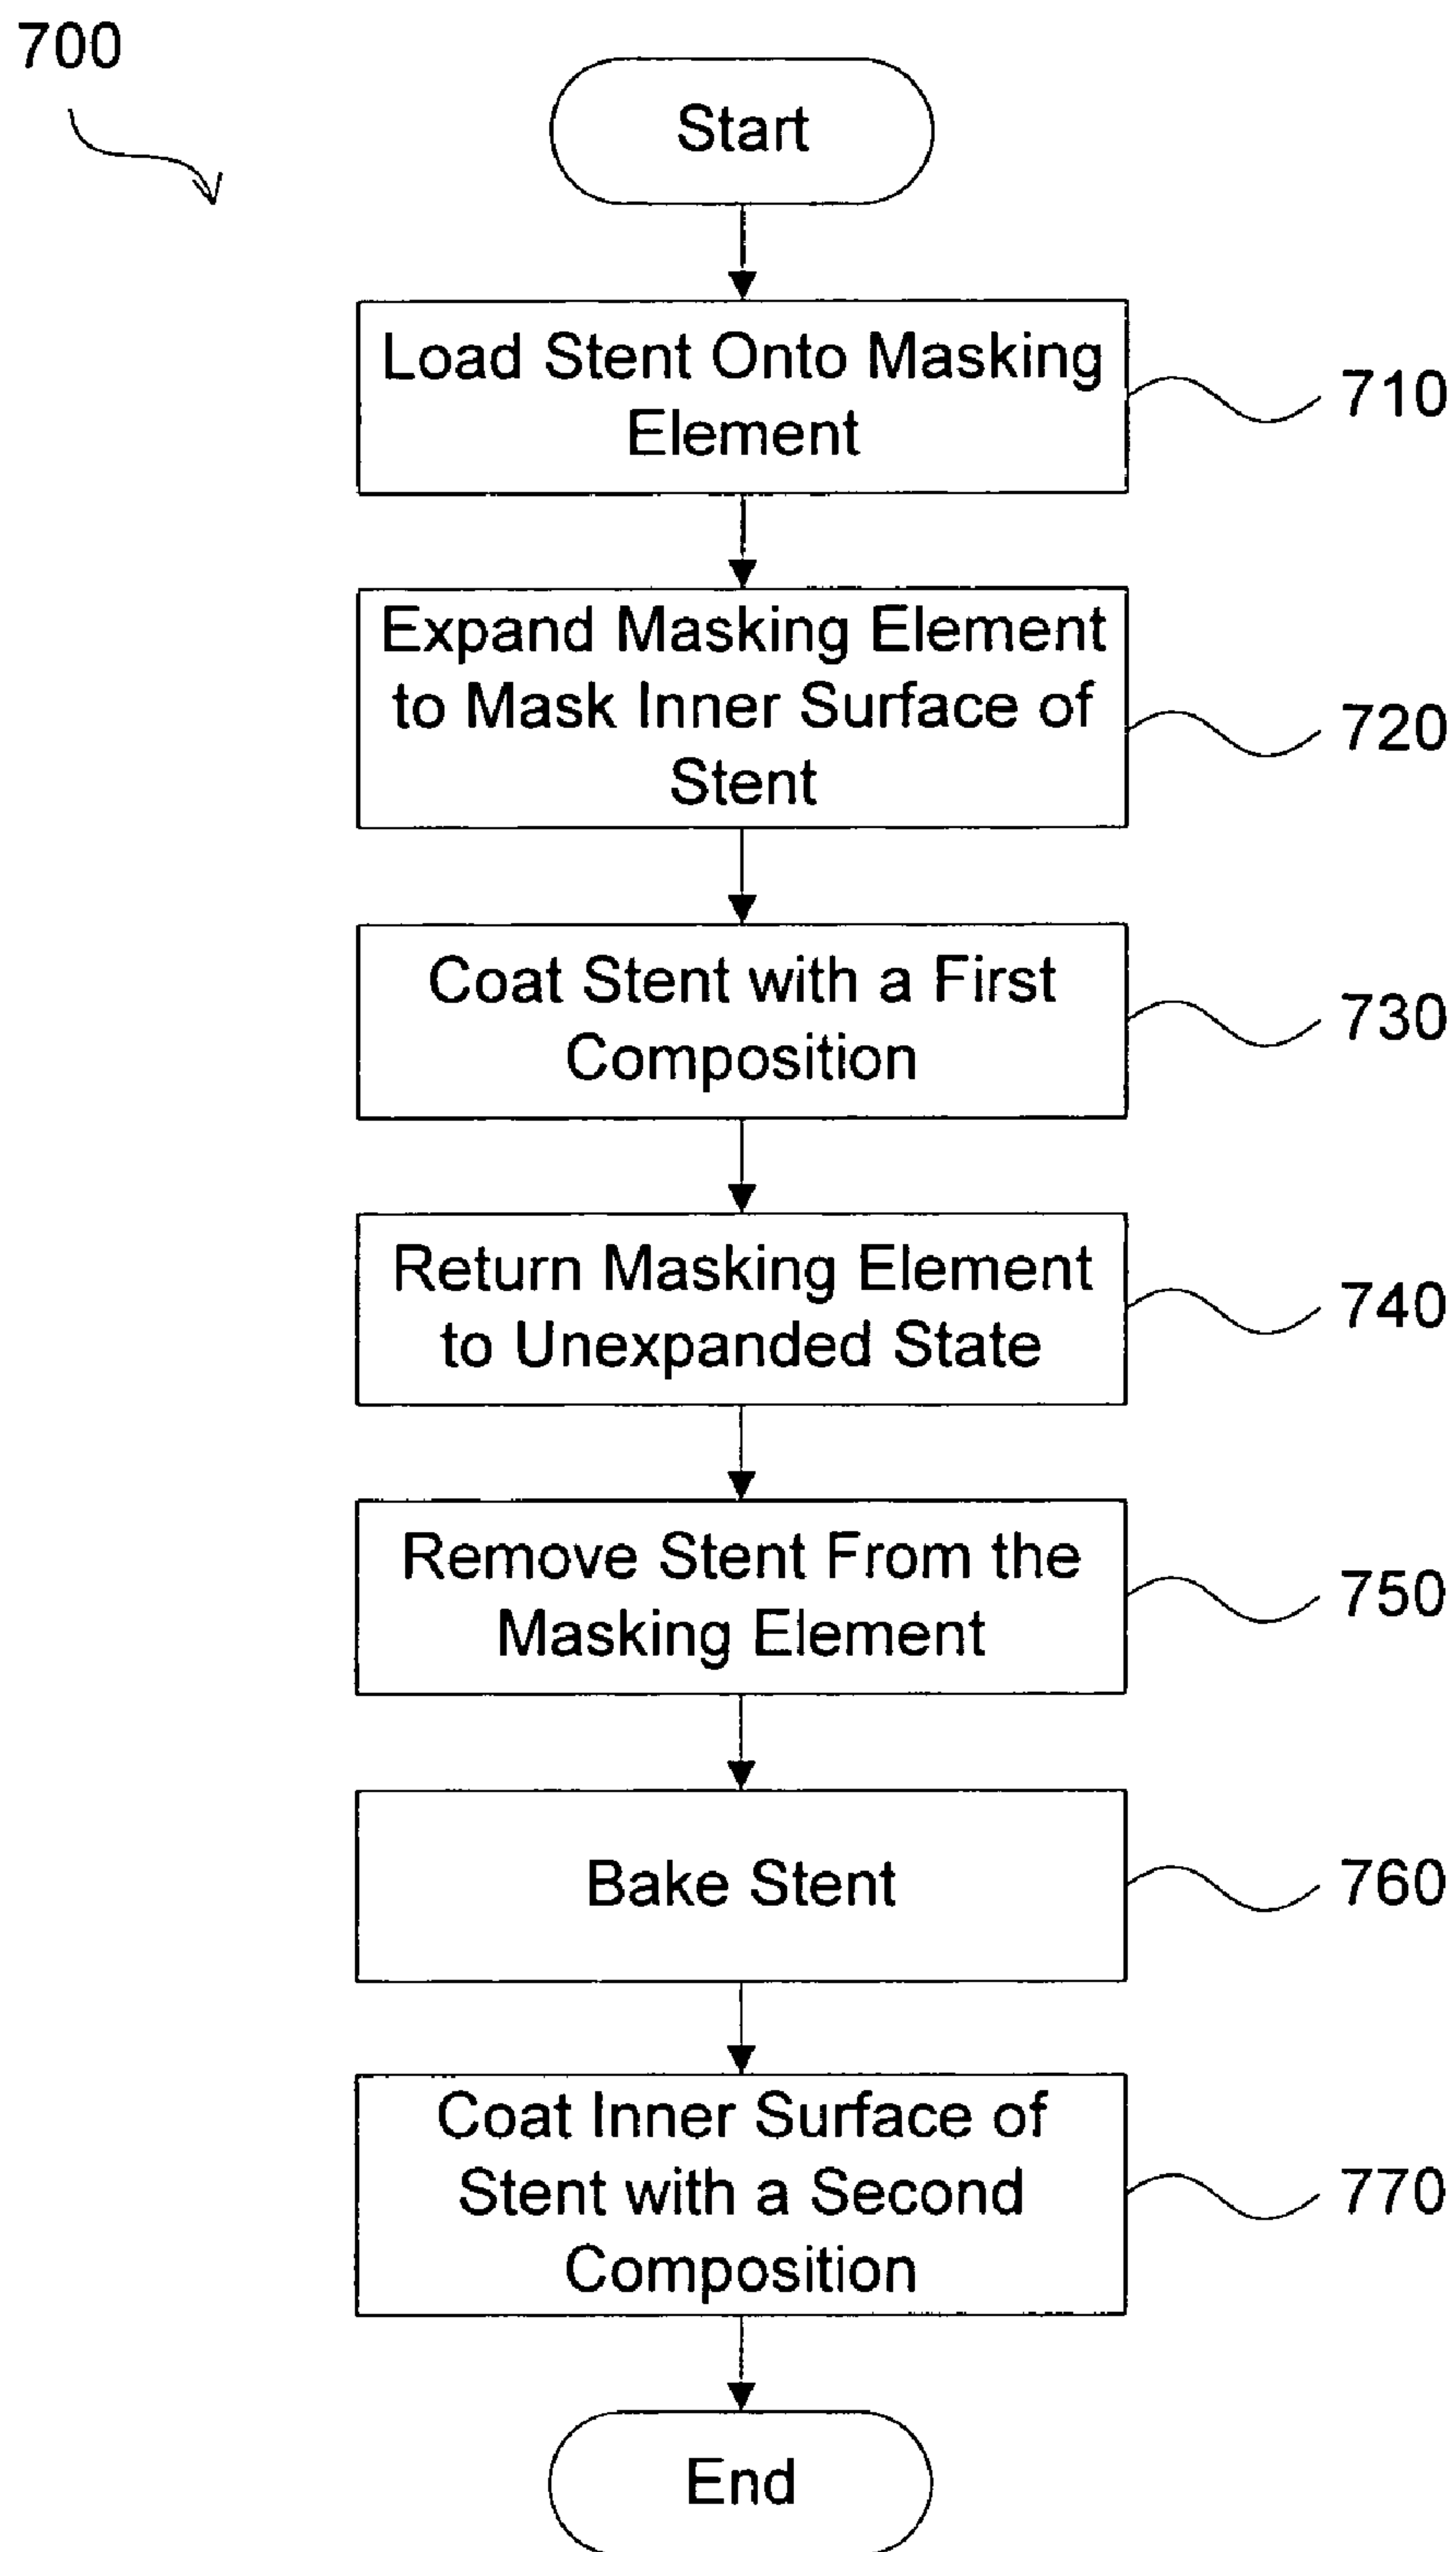 700
Start
Load Stent Onto Masking
Element
710
Expand Masking Element
to Mask Inner Surface of
Stent
720
Coat Stent with a First
Composition
730
Return Masking Element
to Unexpanded State
740
Remove Stent From the
Masking Element
750
Bake Stent
760
Coat Inner Surface of
Stent with a Second
Composition
770
End